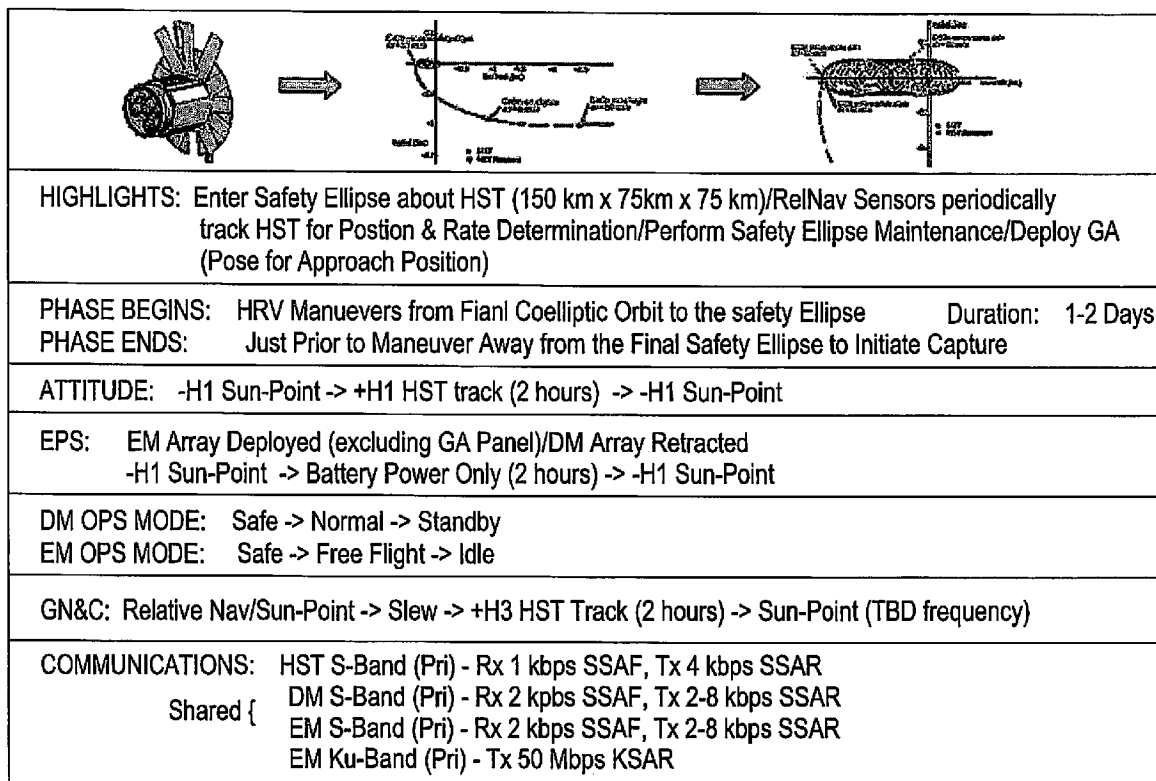 HIGHLIGHTS: Enter Safety Ellipse about HST (150 km x 75km x 75 km)/RelNav Sensors periodically
track HST for Postion & Rate Determination/Perform Safety Ellipse Maintenance/Deploy GA
(Pose for Approach Position)
PHASE BEGINS: HRV Manuevers from Fianl Coelliptic Orbit to the safety Ellipse Duration: 1-2 Days
PHASE ENDS: Just Prior to Maneuver Away from the Final Safety Ellipse to Initiate Capture
ATTITUDE: -H1 Sun-Point -> +H1 HST track (2 hours) -> -H1 Sun-Point
EPS: EM Array Deployed (excluding GA Panel)/DM Array Retracted
-H1 Sun-Point -> Battery Power Only (2 hours) -> -H1 Sun-Point
DM OPS MODE: Safe -> Normal -> Standby
EM OPS MODE: Safe -> Free Flight -> Idle
GN&C: Relative Nav/Sun-Point -> Slew -> +H3 HST Track (2 hours) -> Sun-Point (TBD frequency)
COMMUNICATIONS: HST S-Band (Pri) - Rx 1 kbps SSAF, Tx 4 kbps SSAR
Shared { DM S-Band (Pri) - Rx 2 kpbs SSAF, Tx 2-8 kbps SSAR
EM S-Band (Pri) - Rx 2 kpbs SSAF, Tx 2-8 kbps SSAR
EM Ku-Band (Pri) - Tx 50 Mbps KSAR